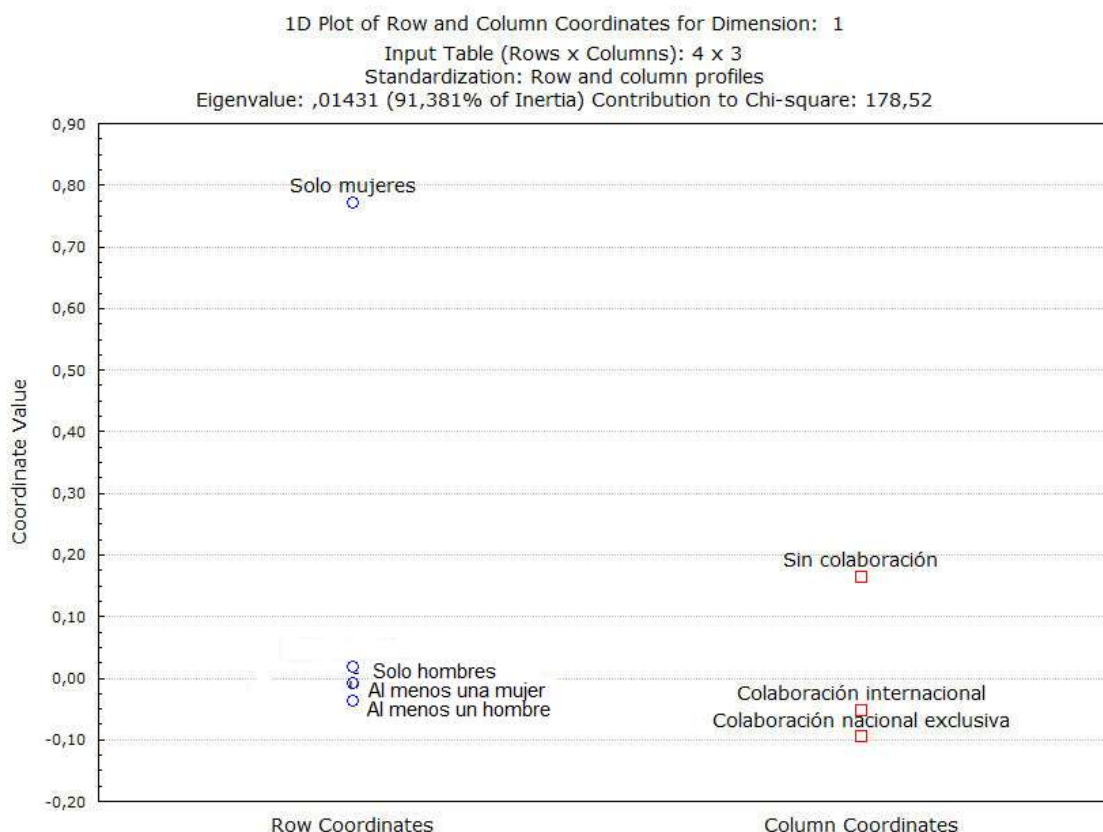 1D Plot of Row and Column Coordinates for Dimension: 1
Input Table (Rows x Columns): 4 x 3
Standardization: Row and column profiles
Eigenvalue: ,01431 (91,381% of Inertia) Contribution to Chi-square: 178,52
Coordinate Value
0,90
0,80
0,70
0,60
0,50
0,40
0,30
0,20
0,10
0,00
-0,10
-0,20
Solo mujeres
Solo hombres
Al menos una mujer
Al menos un hombre
Sin colaboración
Colaboración internacional
Colaboración nacional exclusiva
Row Coordinates
Column Coordinates